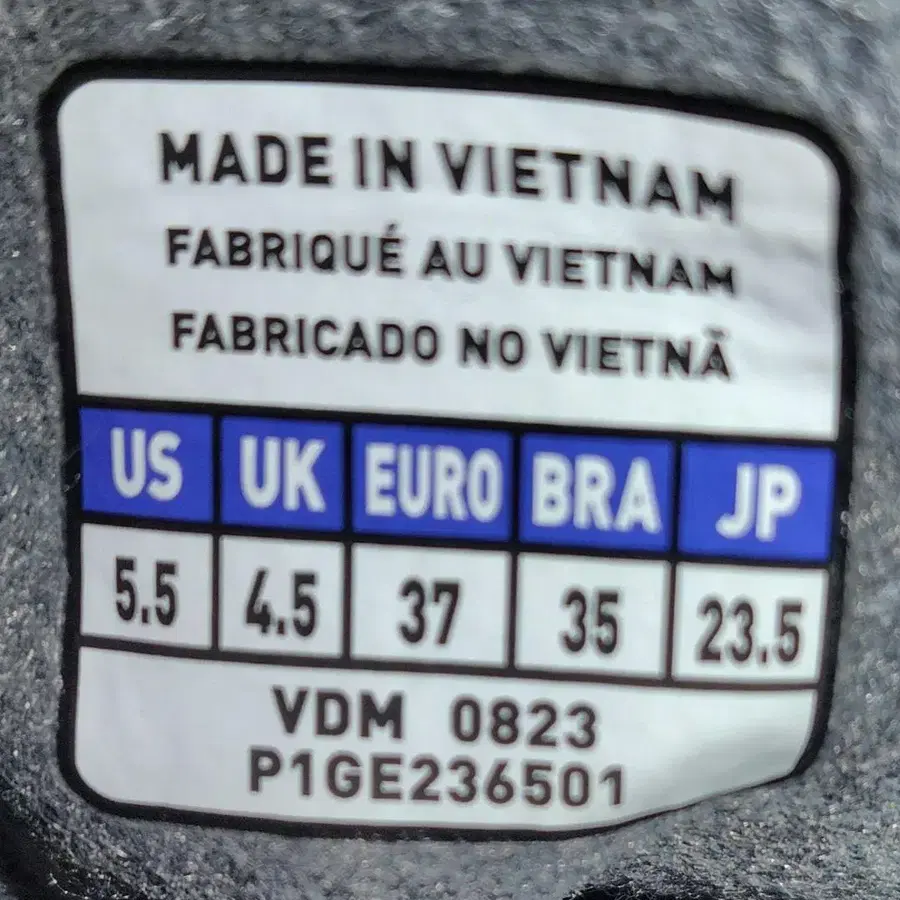 MADE IN VIETNAM
FABRIQUÉ AU VIETNAM
FABRICADO NO VIETNÃ
US UK EURO BRA JP
5.5 4.5 37 35 23.5
VDM 0823
P1GE236501